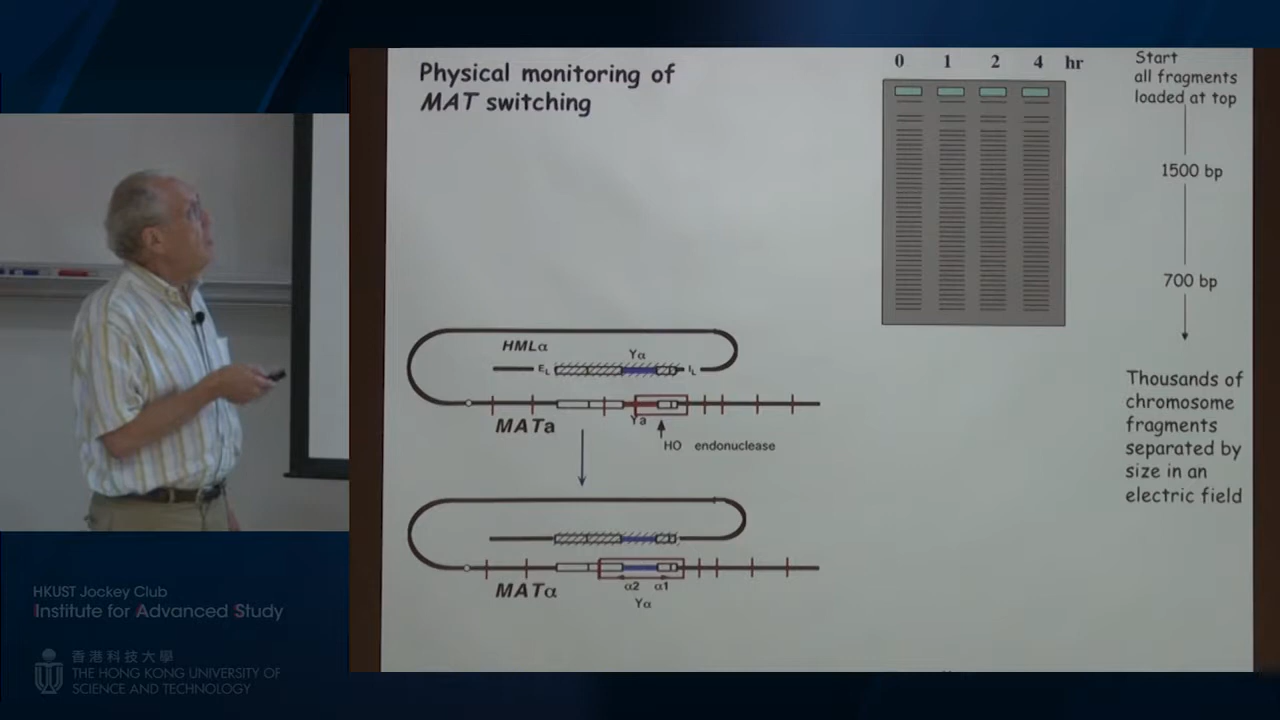 Physical monitoring of
MAT switching
0 1 2 4 hr
Start
all fragments
loaded at top
1500 bp
700 bp
Thousands of
chromosome
fragments
separated by
size in an
electric field
HMLα
Yα
EL
IL
MATa
Ya
HO endonuclease
MATα
α2 α1
Yα
HKUST Jockey Club
Institute for Advanced Study
香港科技大學
THE HONG KONG UNIVERSITY OF
SCIENCE AND TECHNOLOGY